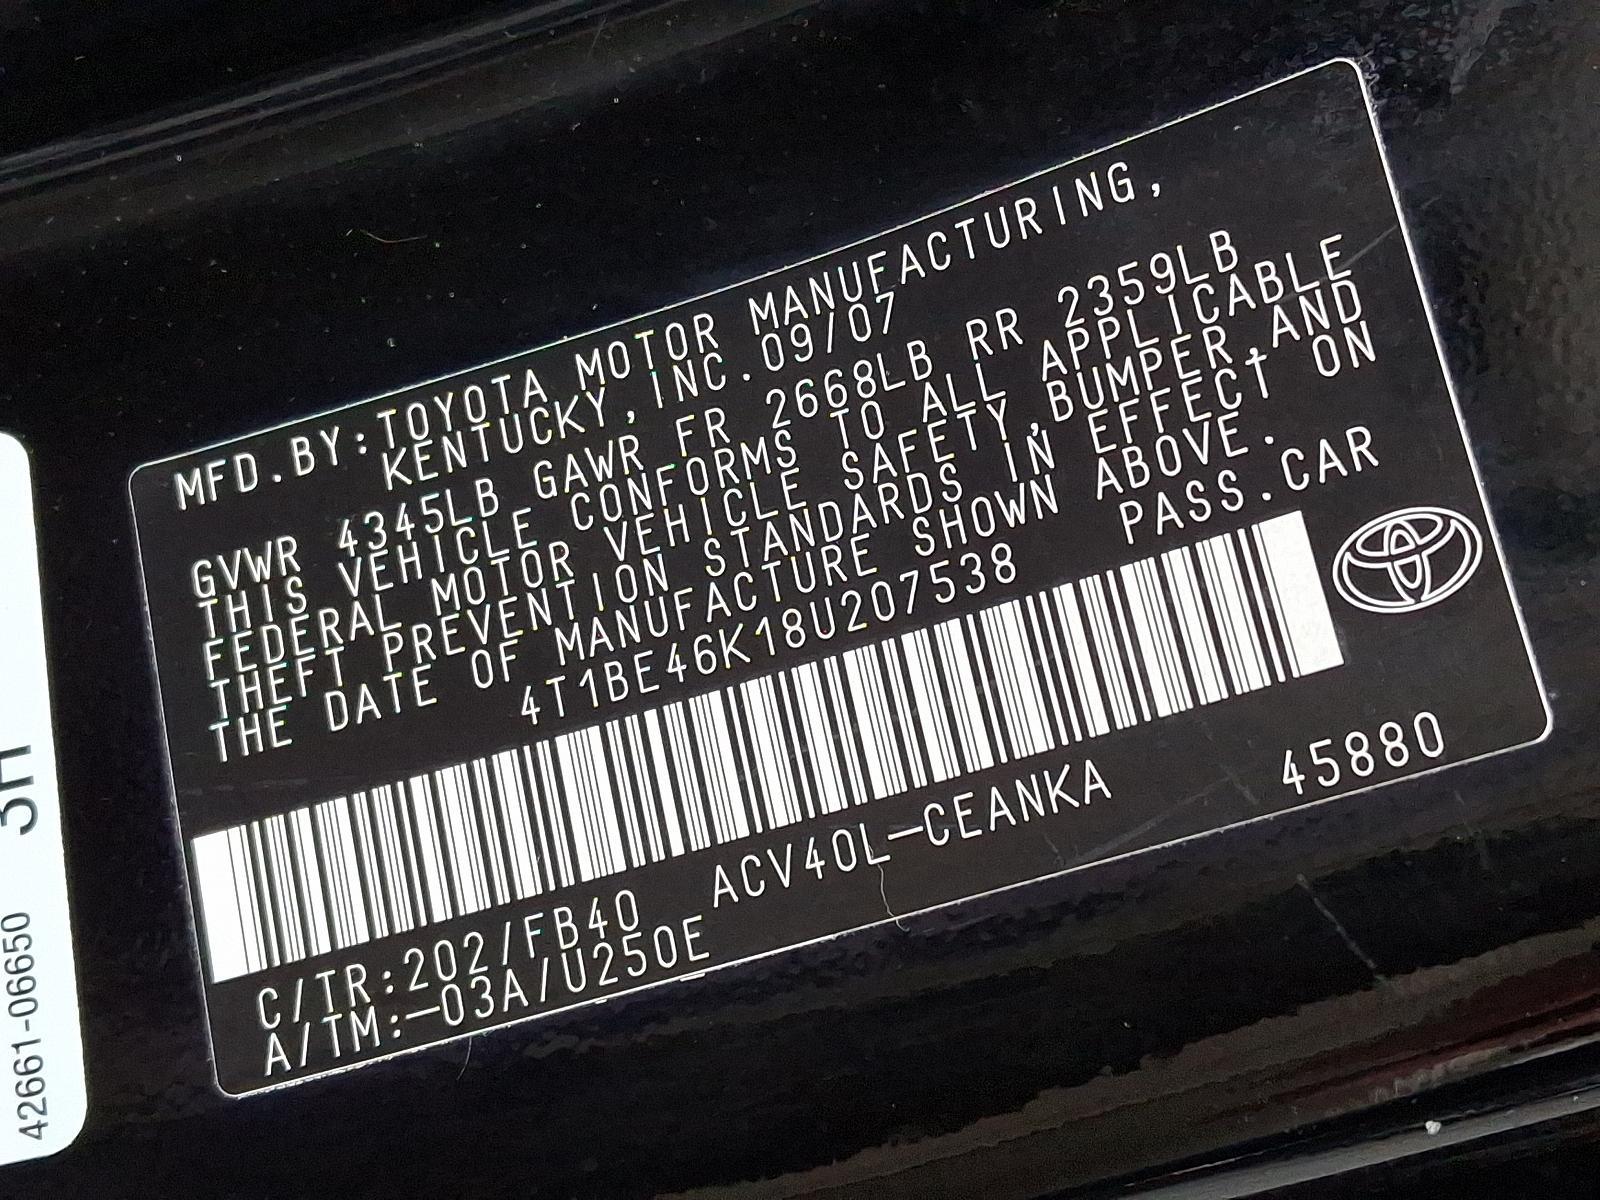 MFD.BY:TOYOTA MOTOR MANUFACTURING,
KENTUCKY,INC.09/07
GVWR 4345LB GAWR FR 2668LB RR 2359LB
THIS VEHICLE CONFORMS TO ALL APPLICABLE
FEDERAL MOTOR VEHICLE SAFETY,BUMPER,AND
THEFT PREVENTION STANDARDS IN EFFECT ON
THE DATE OF MANUFACTURE SHOWN ABOVE.
4T1BE46K18U207538 PASS.CAR
C/TR:202/FB40 ACV40L-CEANKA 45880
A/TM:-03A/U250E
42661-06650